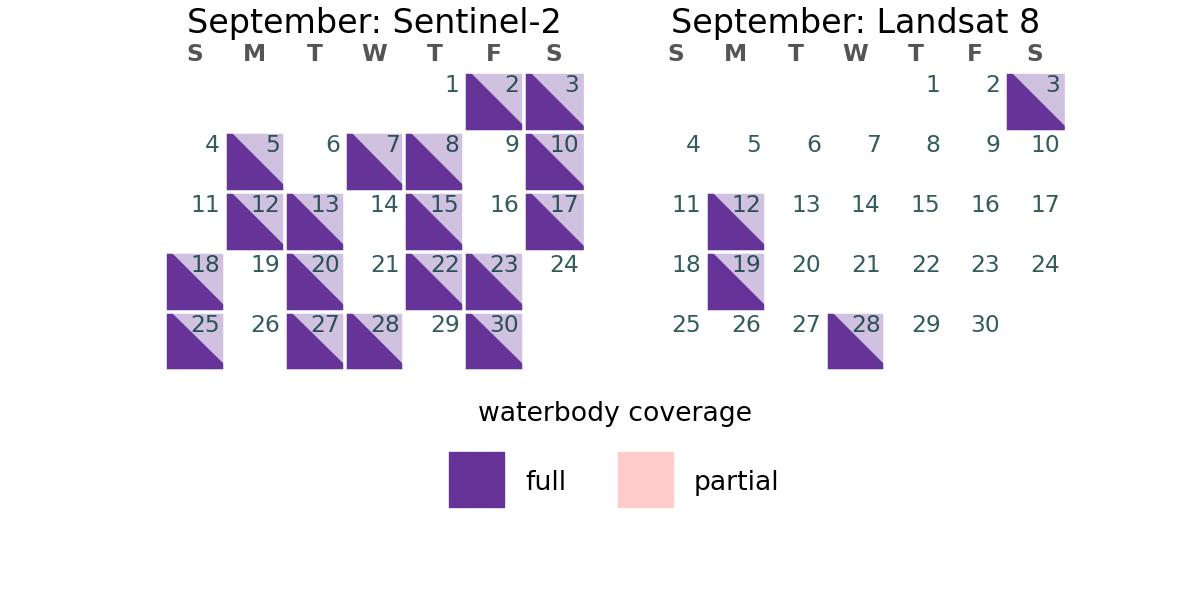 September: Sentinel-2
S M T W T F S
1 2 3
4 5 6 7 8 9 10
11 12 13 14 15 16 17
18 19 20 21 22 23 24
25 26 27 28 29 30
September: Landsat 8
S M T W T F S
1 2 3
4 5 6 7 8 9 10
11 12 13 14 15 16 17
18 19 20 21 22 23 24
25 26 27 28 29 30
waterbody coverage
full partial